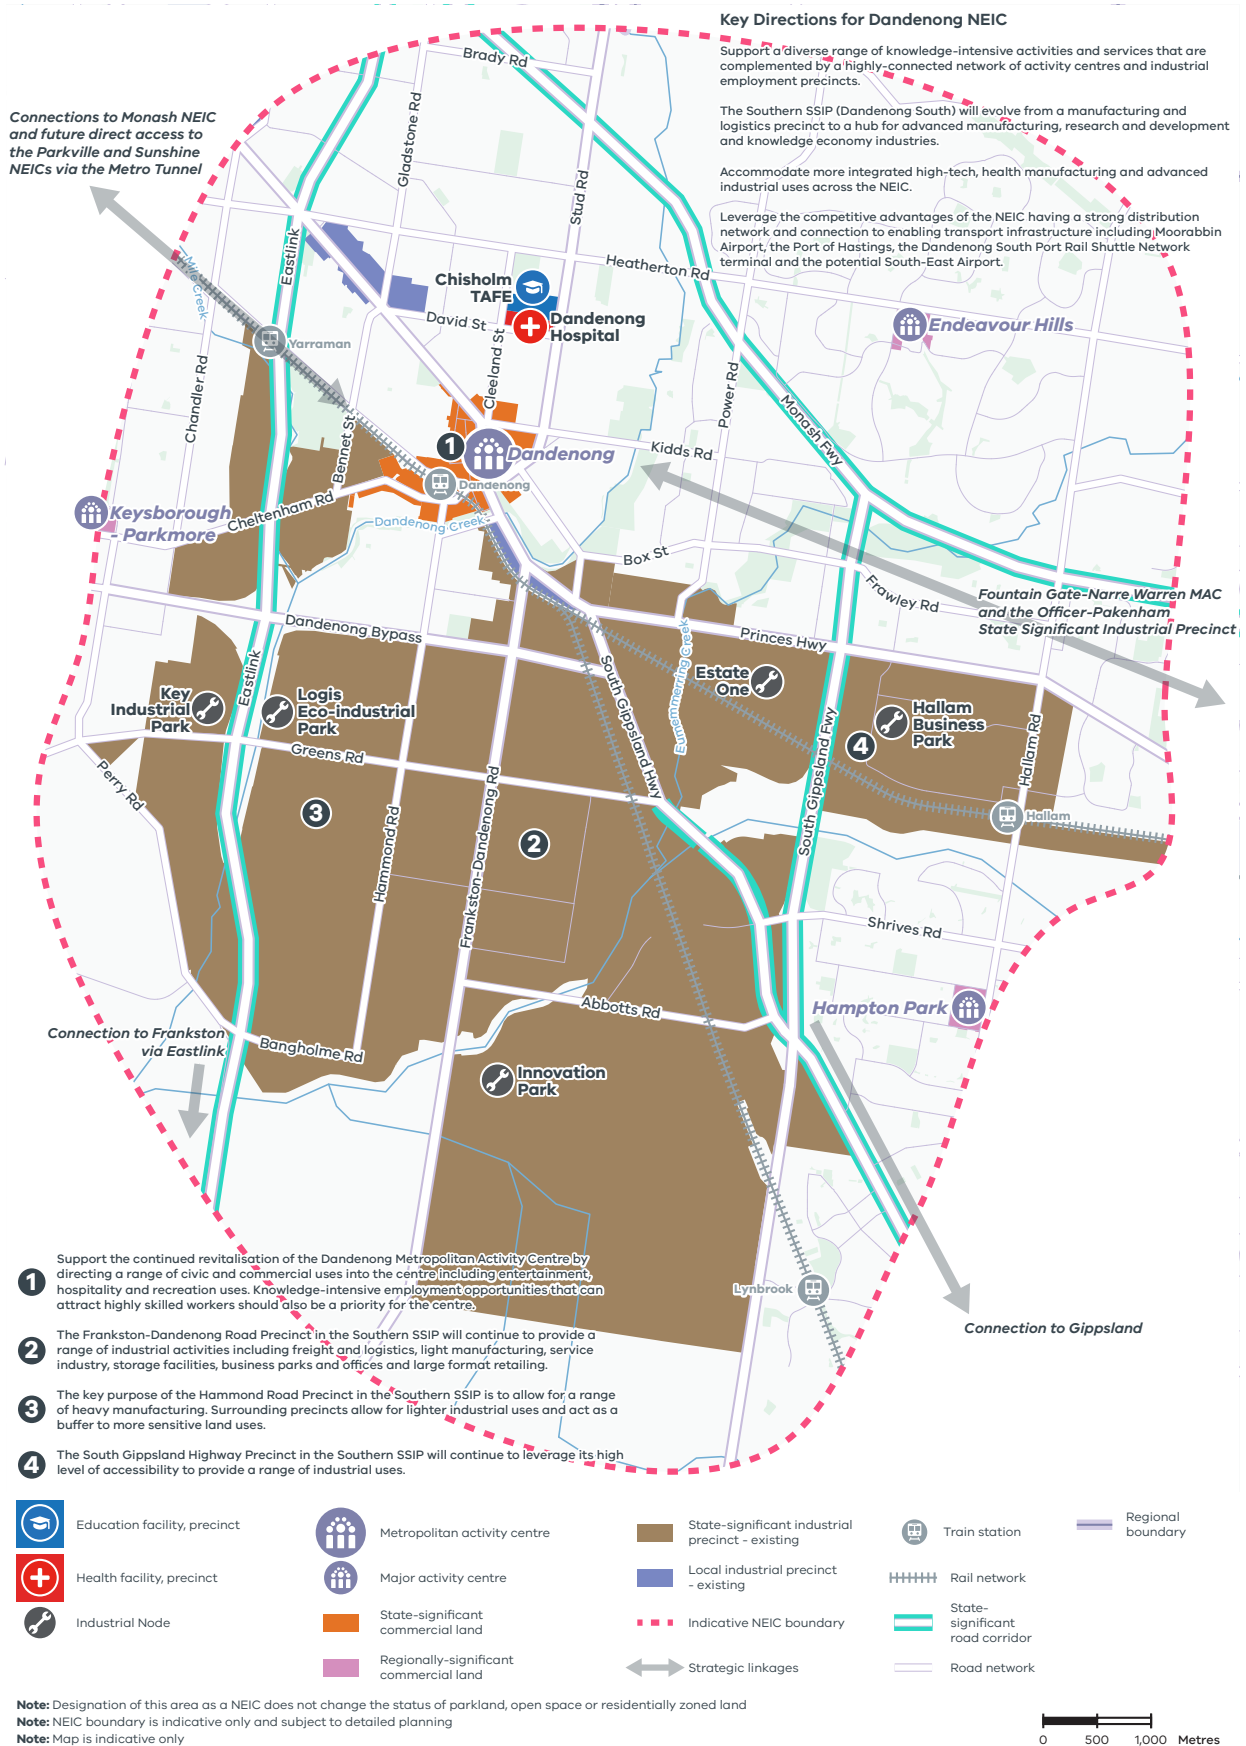 Key Directions for Dandenong NEIC
Support a diverse range of knowledge-intensive activities and services that are
complemented by a highly-connected network of activity centres and industrial
employment precincts.
The Southern SSIP (Dandenong South) will evolve from a manufacturing and
logistics precinct to a hub for advanced manufacturing, research and development
and knowledge economy industries.
Accommodate more integrated high-tech, health manufacturing and advanced
industrial uses across the NEIC.
Leverage the competitive advantages of the NEIC having a strong distribution
network and connection to enabling transport infrastructure including Moorabbin
Airport, the Port of Hastings, the Dandenong South Port Rail Shuttle Network
terminal and the potential South-East Airport.
Connections to Monash NEIC
and future direct access to
the Parkville and Sunshine
NEICs via the Metro Tunnel
Brady Rd
Gladstone Rd
Stud Rd
Eastlink
Mile Creek
Heatherton Rd
Chisholm
TAFE
Dandenong
Hospital
David St
Cleeland St
Endeavour Hills
Yarraman
Chandler Rd
Bennet St
Power Rd
Monash Fwy
Kidds Rd
1
Dandenong
Dandenong
Keysborough
- Parkmore
Cheltenham Rd
Dandenong Creek
Box St
Frawley Rd
Fountain Gate-Narre Warren MAC
and the Officer-Pakenham
State Significant Industrial Precinct
Dandenong Bypass
Princes Hwy
Eumemmerring Creek
South Gippsland Hwy
Estate
One
Eastlink
Key
Industrial
Park
Logis
Eco-industrial
Park
Hallam
Business
Park
4
South Gippsland Fwy
Hallam Rd
Greens Rd
Perry Rd
3
Hammond Rd
Frankston-Dandenong Rd
2
Hallam
Shrives Rd
Hampton Park
Abbotts Rd
Connection to Frankston
via Eastlink
Bangholme Rd
Innovation
Park
Lynbrook
Connection to Gippsland
1
Support the continued revitalisation of the Dandenong Metropolitan Activity Centre by
directing a range of civic and commercial uses into the centre including entertainment,
hospitality and recreation uses. Knowledge-intensive employment opportunities that can
attract highly skilled workers should also be a priority for the centre.
2
The Frankston-Dandenong Road Precinct in the Southern SSIP will continue to provide a
range of industrial activities including freight and logistics, light manufacturing, service
industry, storage facilities, business parks and offices and large format retailing.
3
The key purpose of the Hammond Road Precinct in the Southern SSIP is to allow for a range
of heavy manufacturing. Surrounding precincts allow for lighter industrial uses and act as a
buffer to more sensitive land uses.
4
The South Gippsland Highway Precinct in the Southern SSIP will continue to leverage its high
level of accessibility to provide a range of industrial uses.
Education facility, precinct
Health facility, precinct
Industrial Node
Metropolitan activity centre
Major activity centre
State-significant
commercial land
Regionally-significant
commercial land
State-significant industrial
precinct - existing
Local industrial precinct
- existing
Indicative NEIC boundary
Strategic linkages
Train station
Rail network
State-
significant
road corridor
Road network
Regional
boundary
Note: Designation of this area as a NEIC does not change the status of parkland, open space or residentially zoned land
Note: NEIC boundary is indicative only and subject to detailed planning
Note: Map is indicative only
0 500 1,000 Metres